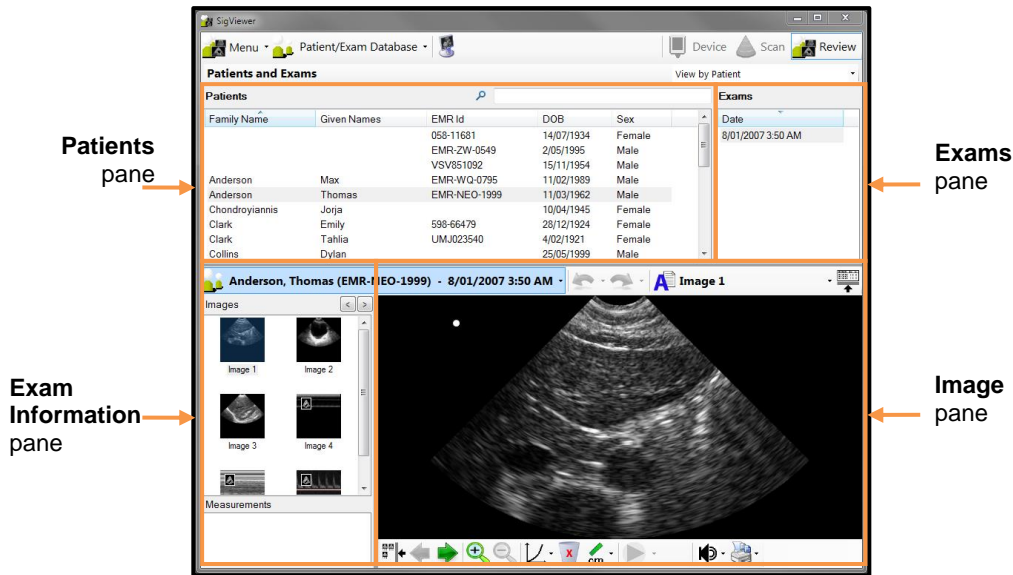 SigViewer
Menu Patient/Exam Database Device Scan Review
Patients and Exams View by Patient
Patients
Exams
Family Name Given Names EMR Id DOB Sex
Date
058-11681 14/07/1934 Female
8/01/2007 3:50 AM
EMR-ZW-0549 2/05/1995 Male
VSV851092 15/11/1954 Male
Anderson Max EMR-WQ-0795 11/02/1989 Male
Anderson Thomas EMR-NEO-1999 11/03/1962 Male
Chondroyiannis Jorja 10/04/1945 Female
Clark Emily 598-66479 28/12/1924 Female
Clark Tahlia UMJ023540 4/02/1921 Female
Collins Dylan 25/05/1999 Male
Patients
pane
Exams
pane
Anderson, Thomas (EMR-NEO-1999) - 8/01/2007 3:50 AM A Image 1
Images < >
Image 1 Image 2
Image 3 Image 4
Measurements
x cm
Exam
Information
pane
Image
pane